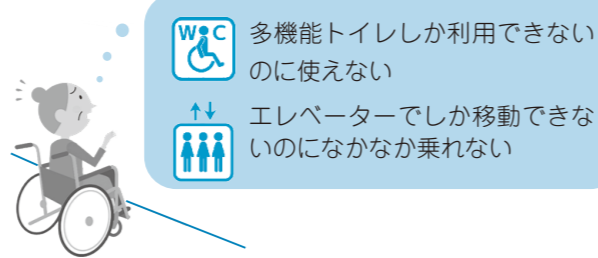 WC
多機能トイレしか利用できない
のに使えない
エレベーターでしか移動できな
いのになかなか乗れない